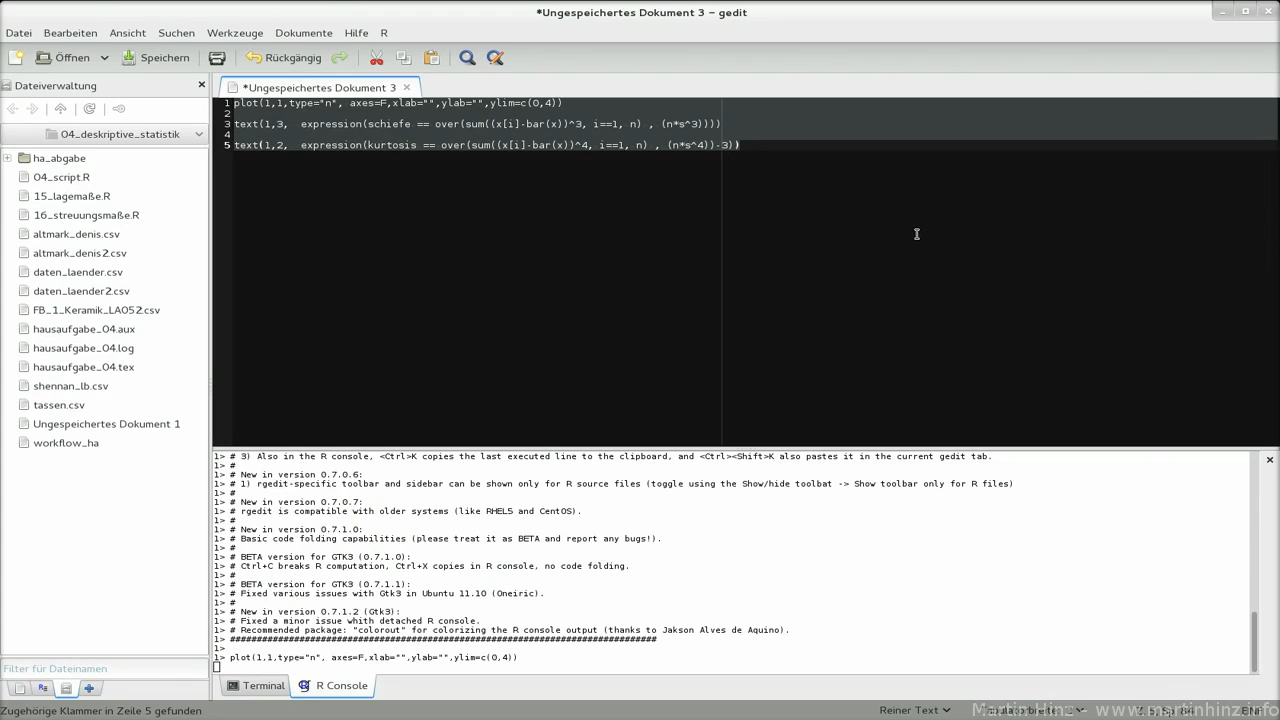 *Ungespeichertes Dokument 3 – gedit
Datei Bearbeiten Ansicht Suchen Werkzeuge Dokumente Hilfe R
Öffnen Speichern Rückgängig
Dateiverwaltung
*Ungespeichertes Dokument 3
04_deskriptive_statistik
ha_abgabe
04_script.R
15_lagemaße.R
16_streuungsmaße.R
altmark_denis.csv
altmark_denis2.csv
daten_laender.csv
daten_laender2.csv
FB_1_Keramik_LA052.csv
hausaufgabe_04.aux
hausaufgabe_04.log
hausaufgabe_04.tex
shennan_lb.csv
tassen.csv
Ungespeichertes Dokument 1
workflow_ha
Filter für Dateinamen
1 plot(1,1,type="n", axes=F,xlab="",ylab="",ylim=c(0,4))
2
3 text(1,3,  expression(schiefe == over(sum((x[i]-bar(x))^3, i==1, n) , (n*s^3))))
4
5 text(1,2,  expression(kurtosis == over(sum((x[i]-bar(x))^4, i==1, n) , (n*s^4))-3))
1> # 3) Also in the R console, <Ctrl>K copies the last executed line to the clipboard, and <Ctrl><Shift>K also pastes it in the current gedit tab.
1> #
1> # New in version 0.7.0.6:
1> # 1) rgedit-specific toolbar and sidebar can be shown only for R source files (toggle using the Show/hide toolbat -> Show toolbar only for R files)
1> #
1> # New in version 0.7.0.7:
1> # rgedit is compatible with older systems (like RHEL5 and CentOS).
1> #
1> # New in version 0.7.1.0:
1> # Basic code folding capabilities (please treat it as BETA and report any bugs!).
1> #
1> # BETA version for GTK3 (0.7.1.0):
1> # Ctrl+C breaks R computation, Ctrl+X copies in R console, no code folding.
1> #
1> # BETA version for GTK3 (0.7.1.1):
1> # Fixed various issues with Gtk3 in Ubuntu 11.10 (Oneiric).
1> #
1> # New in version 0.7.1.2 (Gtk3):
1> # Fixed a minor issue whith detached R console.
1> # Recommended package: "colorout" for colorizing the R console output (thanks to Jakson Alves de Aquino).
1> ###############################################################################
1>
1> plot(1,1,type="n", axes=F,xlab="",ylab="",ylim=c(0,4))
Terminal R Console
Zugehörige Klammer in Zeile 5 gefunden
Reiner Text
Martin Hinz - www.martinhinz.info